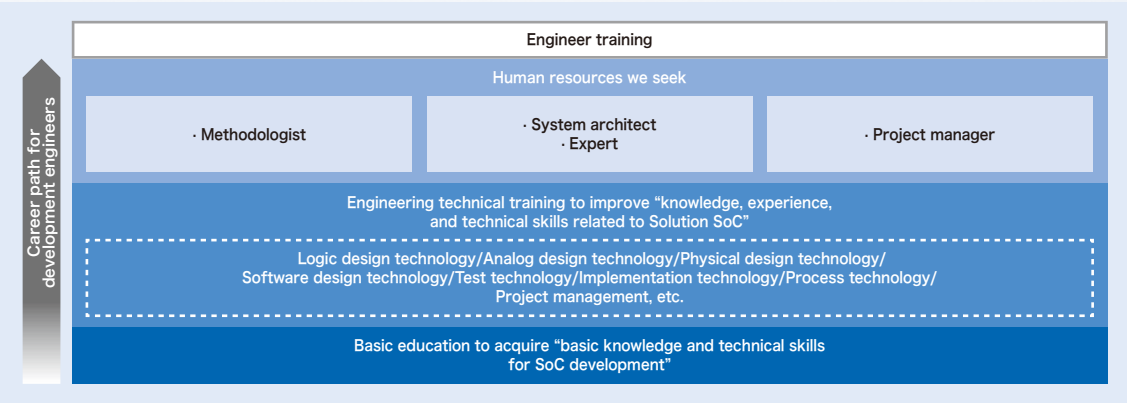 Engineer training
Career path for
development engineers
Human resources we seek
· Methodologist
· System architect
· Expert
· Project manager
Engineering technical training to improve “knowledge, experience,
and technical skills related to Solution SoC”
Logic design technology/Analog design technology/Physical design technology/
Software design technology/Test technology/Implementation technology/Process technology/
Project management, etc.
Basic education to acquire “basic knowledge and technical skills
for SoC development”